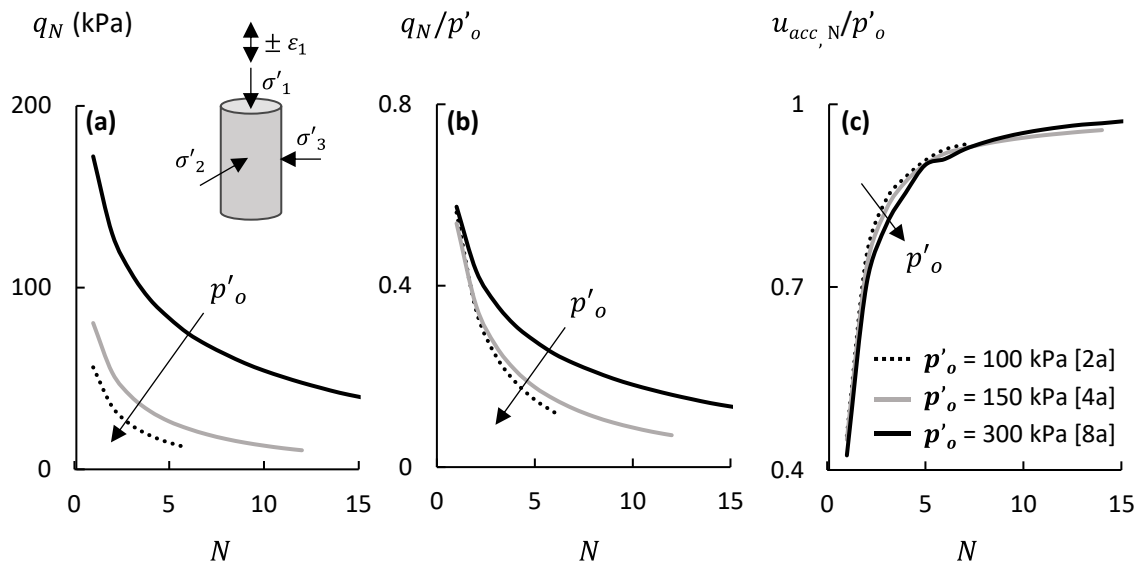 q_N (kPa)
q_N/p'_o
u_acc,N/p'_o
± ε_1
σ'_1
σ'_2
σ'_3
(a)
(b)
(c)
200
100
0
0.8
0.4
0
1
0.7
0.4
p'_o
p'_o
p'_o
p'_o = 100 kPa [2a]
p'_o = 150 kPa [4a]
p'_o = 300 kPa [8a]
0 5 10 15
0 5 10 15
0 5 10 15
N
N
N